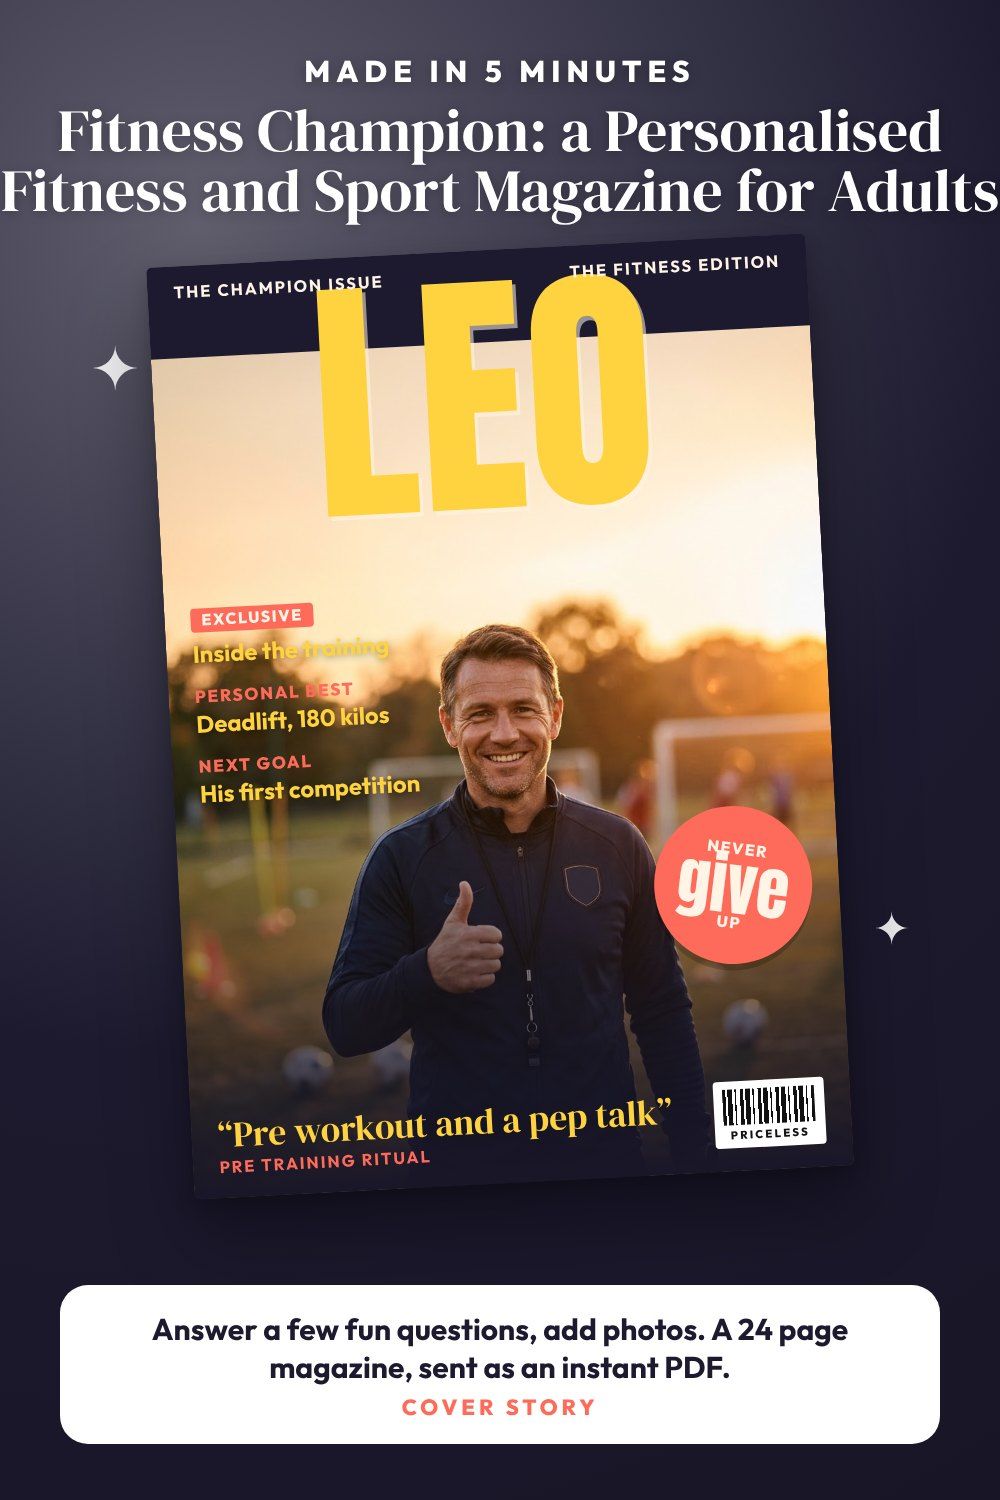 MADE IN 5 MINUTES
Fitness Champion: a Personalised
Fitness and Sport Magazine for Adults
THE CHAMPION ISSUE
THE FITNESS EDITION
LEO
EXCLUSIVE
Inside the training
PERSONAL BEST
Deadlift, 180 kilos
NEXT GOAL
His first competition
NEVER
give
UP
“Pre workout and a pep talk”
PRE TRAINING RITUAL
PRICELESS
Answer a few fun questions, add photos. A 24 page
magazine, sent as an instant PDF.
COVER STORY